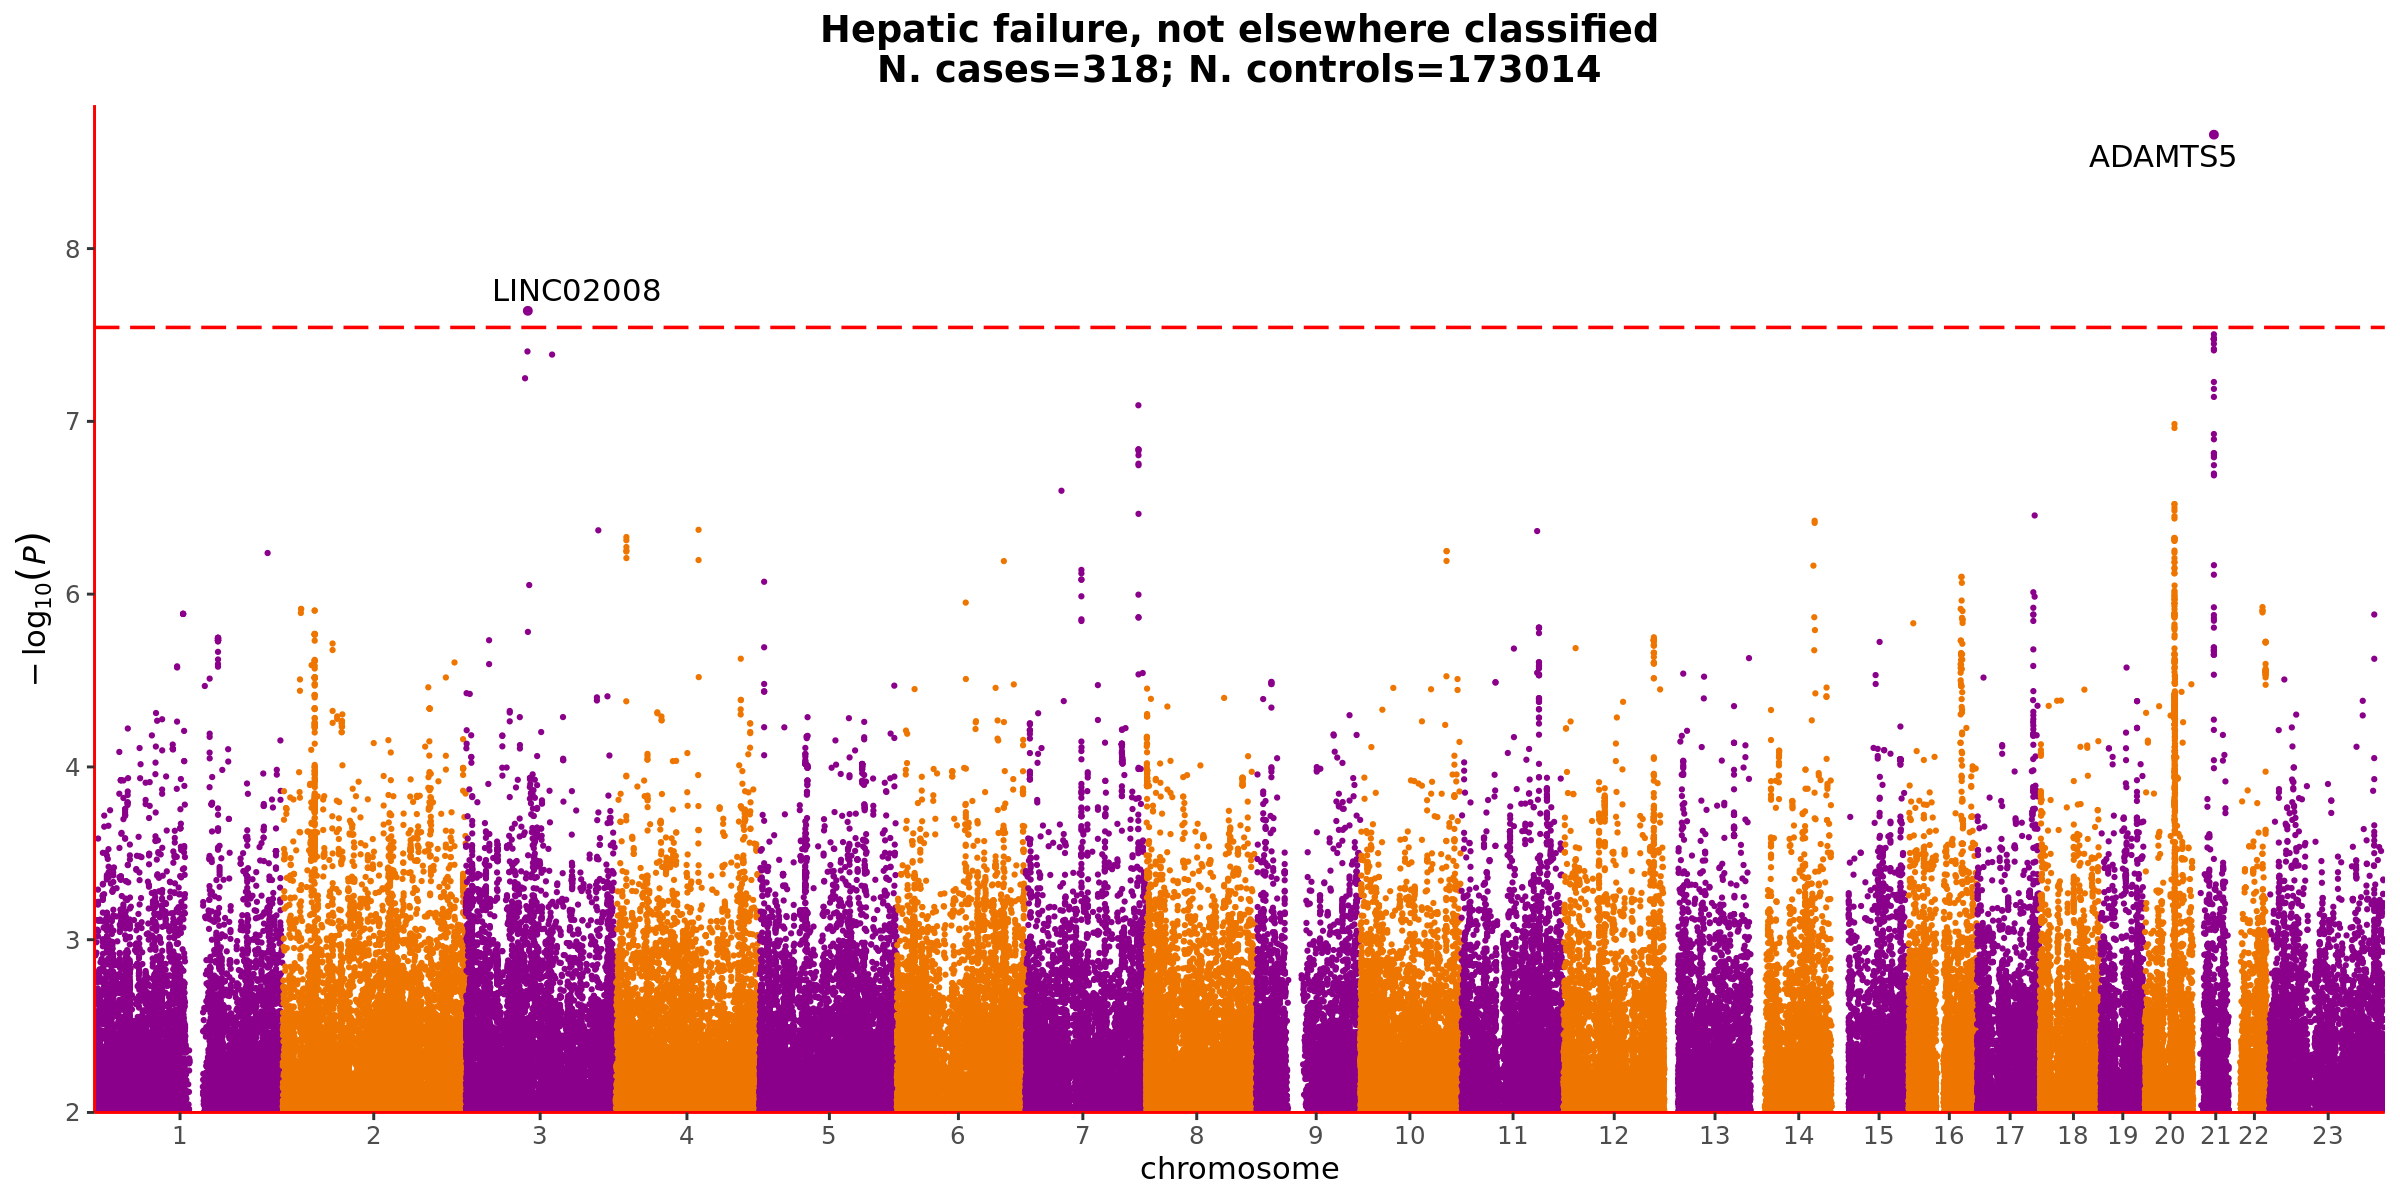 Hepatic failure, not elsewhere classified
N. cases=318; N. controls=173014
ADAMTS5
LINC02008
8
7
6
4
3
2
−log10(P)
1 2 3 4 5 6 7 8 9 10 11 12 13 14 15 16 17 18 19 20 21 22 23
chromosome